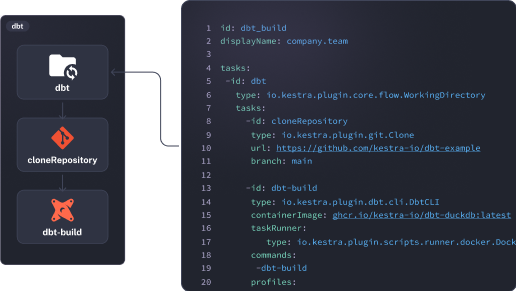 dbt
dbt
cloneRepository
dbt-build
1 id: dbt_build
2 displayName: company.team
3
4 tasks:
5 -id: dbt
6 type: io.kestra.plugin.core.flow.WorkingDirectory
7 tasks:
8 -id: cloneRepository
9 type: io.kestra.plugin.git.Clone
10 url: https://github.com/kestra-io/dbt-example
11 branch: main
12
13 -id: dbt-build
14 type: io.kestra.plugin.dbt.cli.DbtCLI
15 containerImage: ghcr.io/kestra-io/dbt-duckdb:latest
16 taskRunner:
17 type: io.kestra.plugin.scripts.runner.docker.Dock
18 commands:
19 -dbt-build
20 profiles: